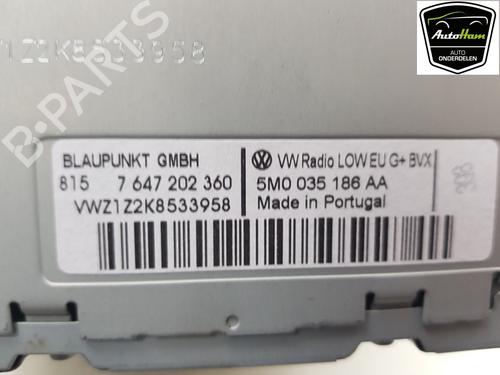 1Z2K8533958
AutoHam
AUTO
ONDERDELEN
B-PARTS
BLAUPUNKT GMBH
VW Radio LOW EU G+ BVX
815 7 647 202 360
5M0 035 186 AA
VWZ1Z2K8533958
Made in Portugal